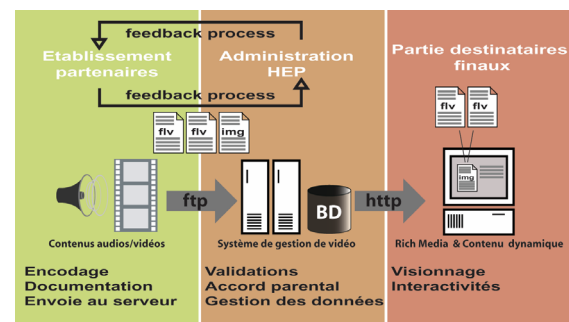 feedback process
Etablissement
partenaires
Administration
HEP
Partie destinataires
finaux
feedback process
flv
flv
flv
flv
img
img
ftp
BD
http
Contenus audios/vidéos
Système de gestion de vidéo
Rich Media & Contenu dynamique
Encodage
Documentation
Envoie au serveur
Validations
Accord parental
Gestion des données
Visionnage
Interactivités